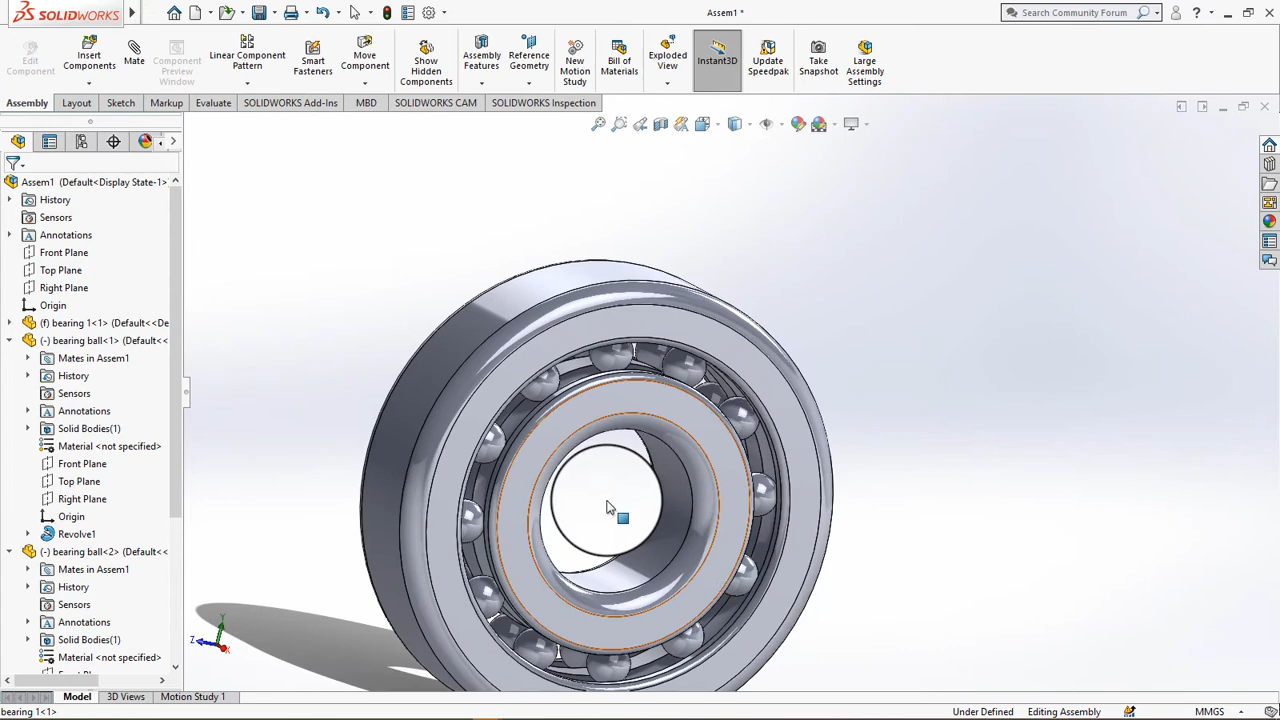 SOLIDWORKS
Assem1 *
Search Community Forum
Edit Component
Insert Components
Mate
Component Preview Window
Linear Component Pattern
Smart Fasteners
Move Component
Show Hidden Components
Assembly Features
Reference Geometry
New Motion Study
Bill of Materials
Exploded View
Instant3D
Update Speedpak
Take Snapshot
Large Assembly Settings
Assembly
Layout
Sketch
Markup
Evaluate
SOLIDWORKS Add-Ins
MBD
SOLIDWORKS CAM
SOLIDWORKS Inspection
Assem1 (Default<Display State-1>
History
Sensors
Annotations
Front Plane
Top Plane
Right Plane
Origin
(f) bearing 1<1> (Default<<De
(-) bearing ball<1> (Default<<
Mates in Assem1
History
Sensors
Annotations
Solid Bodies(1)
Material <not specified>
Front Plane
Top Plane
Right Plane
Origin
Revolve1
(-) bearing ball<2> (Default<<
Mates in Assem1
History
Sensors
Annotations
Solid Bodies(1)
Material <not specified>
Y
Z
X
Model
3D Views
Motion Study 1
bearing 1<1>
Under Defined
Editing Assembly
MMGS